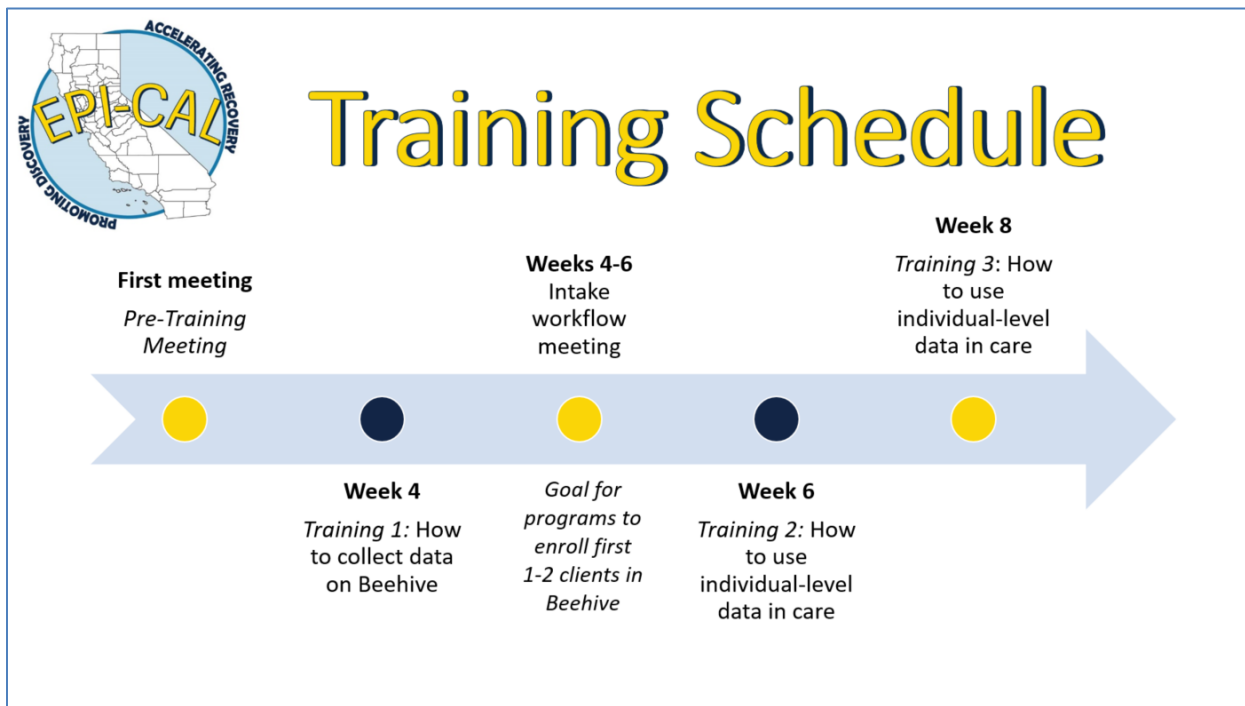 ACCELERATING RECOVERY
EPI-CAL
PROMOTING DISCOVERY
Training Schedule
First meeting
Pre-Training
Meeting
Week 4
Training 1: How
to collect data
on Beehive
Weeks 4-6
Intake
workflow
meeting
Goal for
programs to
enroll first
1-2 clients in
Beehive
Week 6
Training 2: How
to use
individual-level
data in care
Week 8
Training 3: How
to use
individual-level
data in care